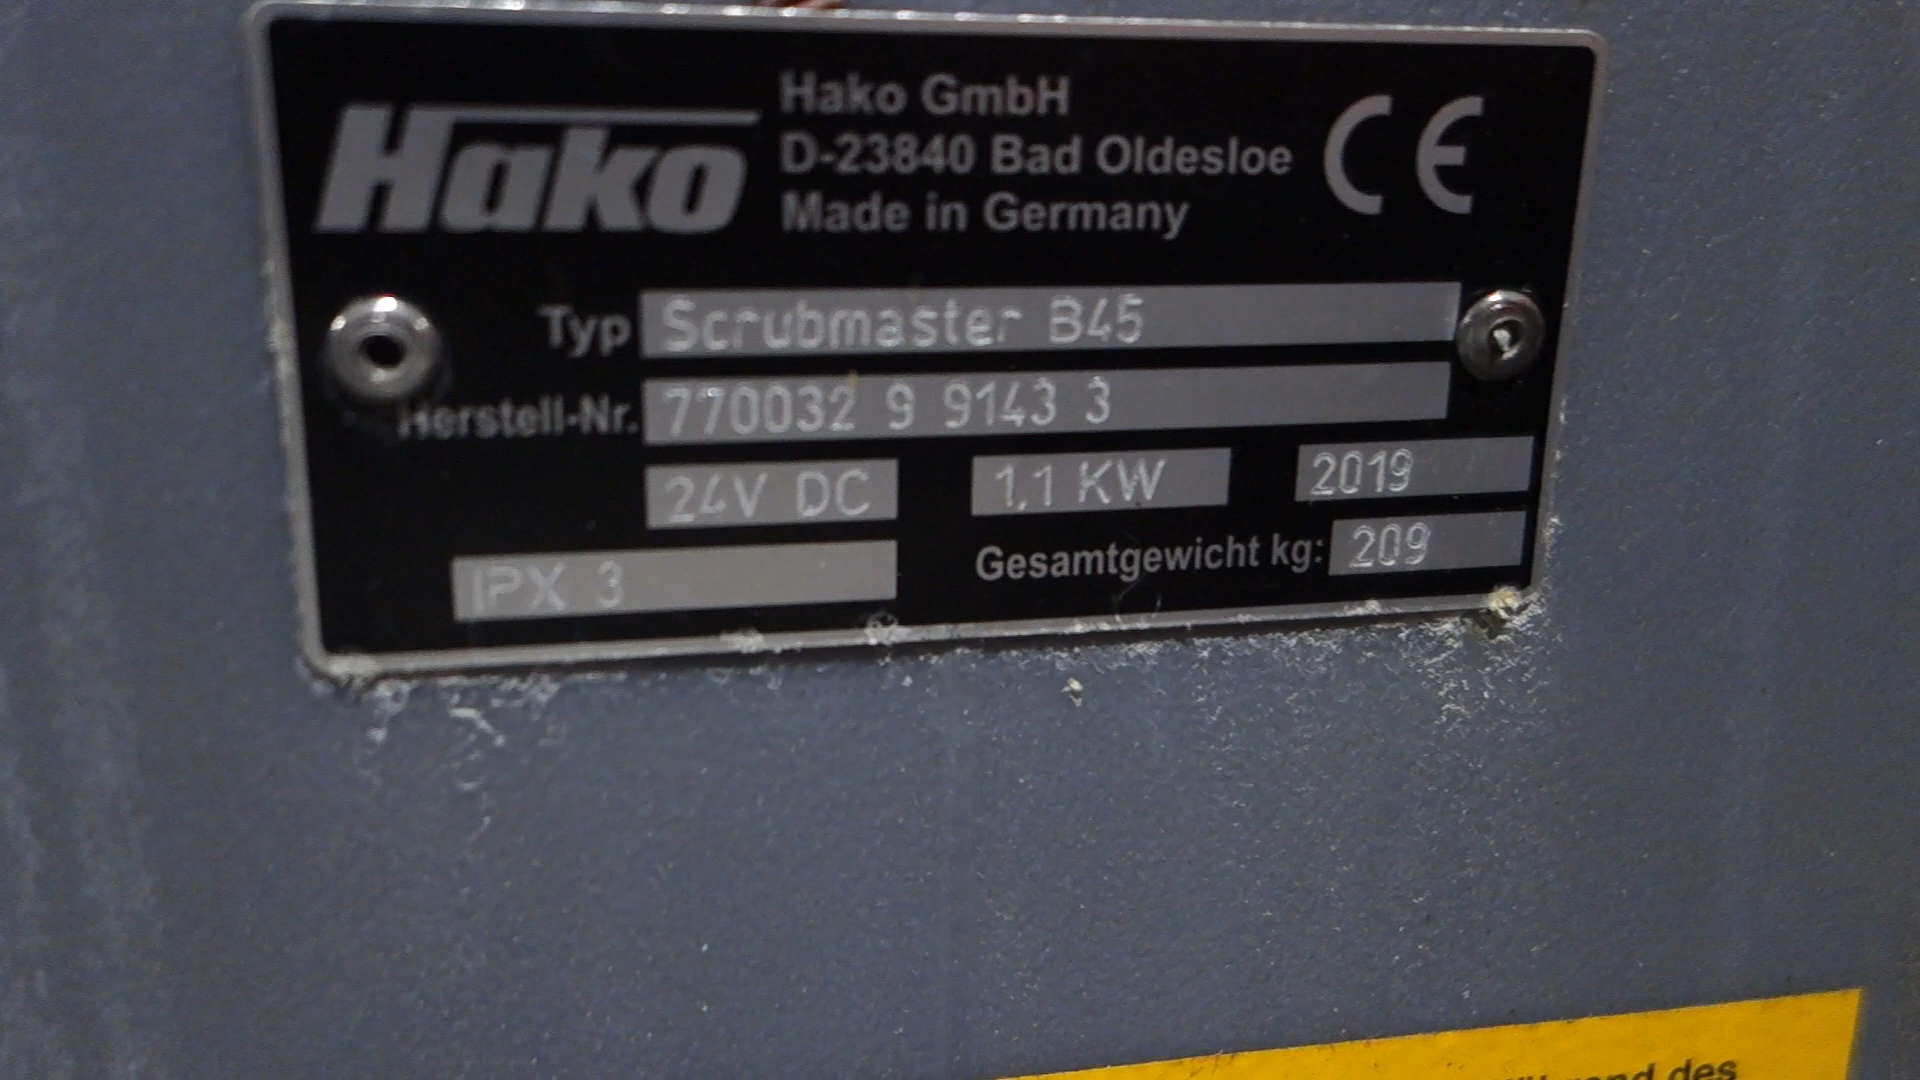 Hako
Hako GmbH
D-23840 Bad Oldesloe
Made in Germany
CE
Typ Scrubmaster B45
Herstell-Nr. 770032 9 9143 3
24V DC 1,1 KW 2019
IPX 3 Gesamtgewicht kg: 209
des